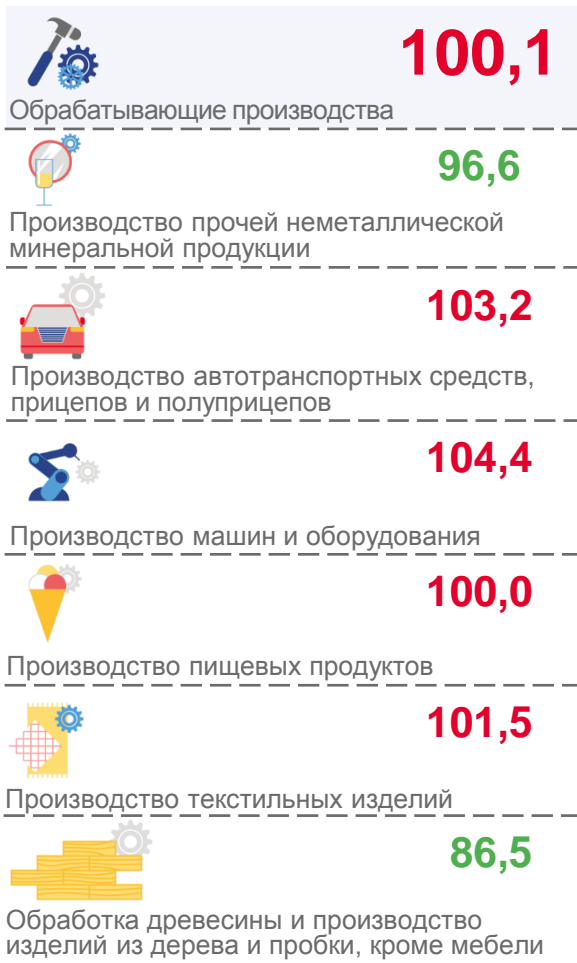 100,1
Обрабатывающие производства
96,6
Производство прочей неметаллической
минеральной продукции
103,2
Производство автотранспортных средств,
прицепов и полуприцепов
104,4
Производство машин и оборудования
100,0
Производство пищевых продуктов
101,5
Производство текстильных изделий
86,5
Обработка древесины и производство
изделий из дерева и пробки, кроме мебели